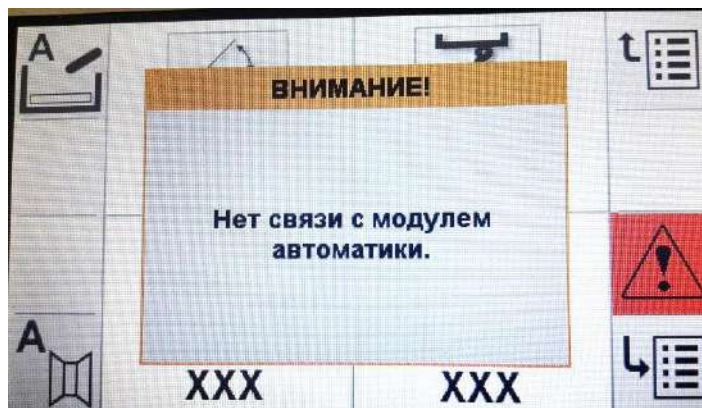 A
ВНИМАНИЕ!
Нет связи с модулем
автоматики.
A
XXX
XXX